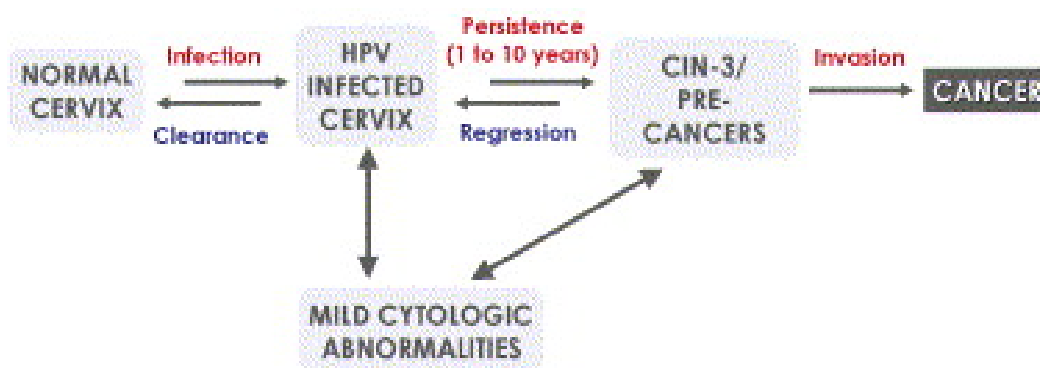 NORMAL
CERVIX
Infection
Clearance
HPV
INFECTED
CERVIX
Persistence
(1 to 10 years)
Regression
CIN-3/
PRE-
CANCERS
Invasion
CANCER
MILD CYTOLOGIC
ABNORMALITIES